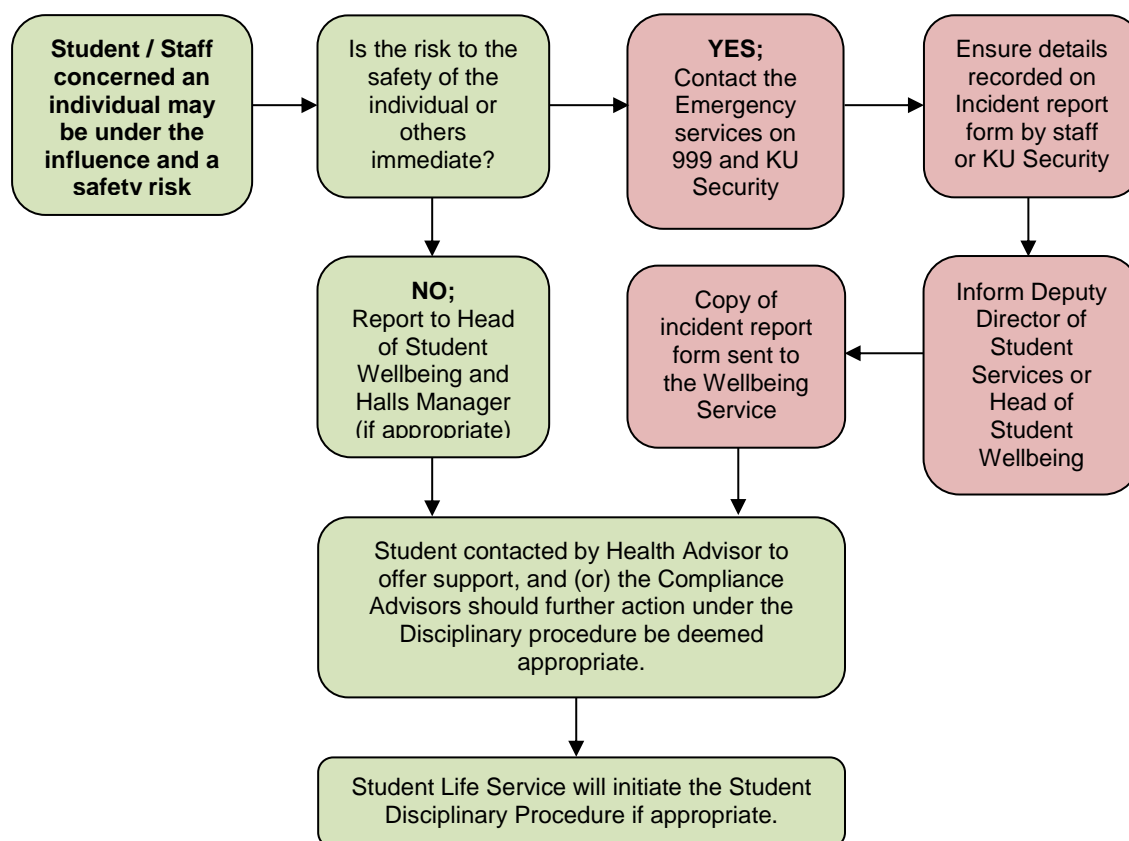 Student / Staff
concerned an
individual may
be under the
influence and a
safety risk
Is the risk to the
safety of the
individual or
others
immediate?
YES;
Contact the
Emergency
services on
999 and KU
Security
Ensure details
recorded on
Incident report
form by staff
or KU Security
NO;
Report to Head
of Student
Wellbeing and
Halls Manager
(if appropriate)
Copy of
incident report
form sent to
the Wellbeing
Service
Inform Deputy
Director of
Student
Services or
Head of
Student
Wellbeing
Student contacted by Health Advisor to
offer support, and (or) the Compliance
Advisors should further action under the
Disciplinary procedure be deemed
appropriate.
Student Life Service will initiate the Student
Disciplinary Procedure if appropriate.